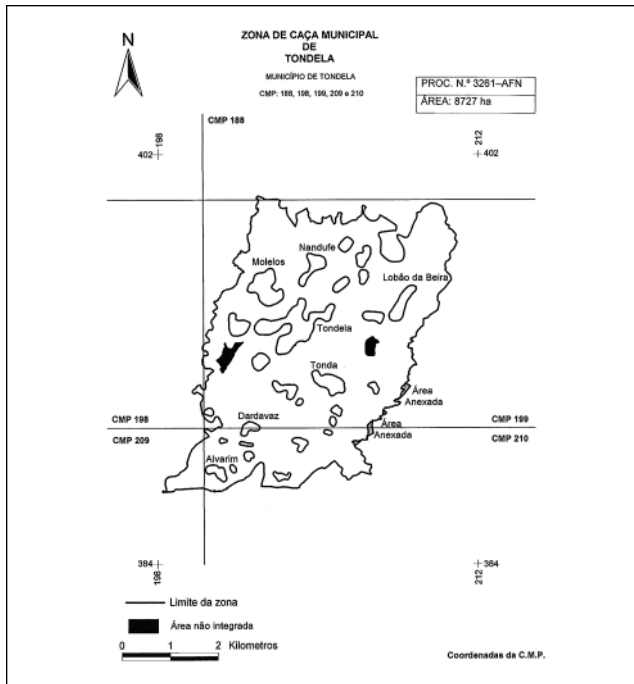 N
ZONA DE CAÇA MUNICIPAL
DE
TONDELA
MUNICÍPIO DE TONDELA
CMP: 188, 198, 199, 209 e 210
PROC. N.º 3261–AFN
ÁREA: 8727 ha
CMP 188
198
212
402
402
Nandufe
Molelos
Lobão da Beira
Tondela
Tonda
Área
Anexada
Dardavaz
CMP 198
CMP 199
Área
Anexada
CMP 209
CMP 210
Alvarim
384
384
198
212
Limite da zona
Área não integrada
0 1 2 Kilometros
Coordenadas da C.M.P.